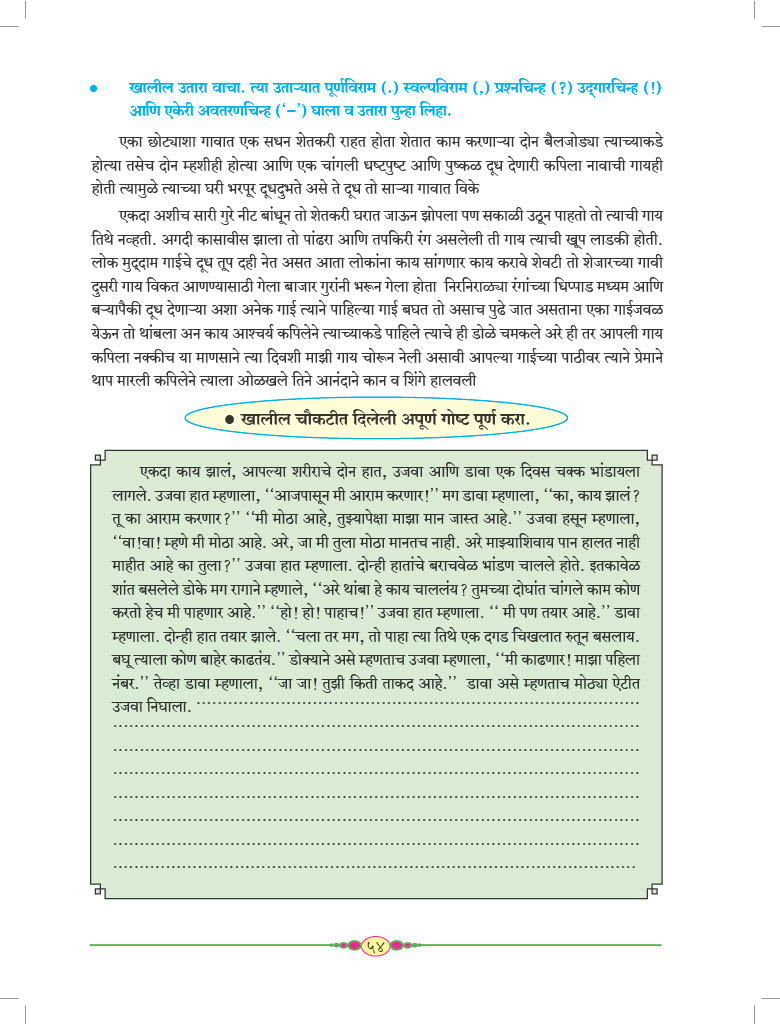 ● खालील उतारा वाचा. त्या उताऱ्यात पूर्णविराम (.) स्वल्पविराम (,) प्रश्नचिन्ह (?) उद्‌गारचिन्ह (!)
आणि एकेरी अवतरणचिन्ह (‘–’) घाला व उतारा पुन्हा लिहा.
एका छोट्याशा गावात एक सधन शेतकरी राहत होता शेतात काम करणाऱ्या दोन बैलजोड्या त्याच्याकडे
होत्या तसेच दोन म्हशीही होत्या आणि एक चांगली धष्टपुष्ट आणि पुष्कळ दूध देणारी कपिला नावाची गायही
होती त्यामुळे त्याच्या घरी भरपूर दूधदुभते असे ते दूध तो साऱ्या गावात विके
एकदा अशीच सारी गुरे नीट बांधून तो शेतकरी घरात जाऊन झोपला पण सकाळी उठून पाहतो तो त्याची गाय
तिथे नव्हती. अगदी कासावीस झाला तो पांढरा आणि तपकिरी रंग असलेली ती गाय त्याची खूप लाडकी होती.
लोक मुद्‌दाम गाईचे दूध तूप दही नेत असत आता लोकांना काय सांगणार काय करावे शेवटी तो शेजारच्या गावी
दुसरी गाय विकत आणण्यासाठी गेला बाजार गुरांनी भरून गेला होता निरनिराळ्या रंगांच्या धिप्पाड मध्यम आणि
बऱ्यापैकी दूध देणाऱ्या अशा अनेक गाई त्याने पाहिल्या गाई बघत तो असाच पुढे जात असताना एका गाईजवळ
येऊन तो थांबला अन काय आश्चर्य कपिलेने त्याच्याकडे पाहिले त्याचे ही डोळे चमकले अरे ही तर आपली गाय
कपिला नक्कीच या माणसाने त्या दिवशी माझी गाय चोरून नेली असावी आपल्या गाईच्या पाठीवर त्याने प्रेमाने
थाप मारली कपिलेने त्याला ओळखले तिने आनंदाने कान व शिंगे हालवली
● खालील चौकटीत दिलेली अपूर्ण गोष्ट पूर्ण करा.
एकदा काय झालं, आपल्या शरीराचे दोन हात, उजवा आणि डावा एक दिवस चक्क भांडायला
लागले. उजवा हात म्हणाला, ‘‘आजपासून मी आराम करणार!’’ मग डावा म्हणाला, ‘‘का, काय झालं?
तू का आराम करणार?’’ ‘‘मी मोठा आहे, तुझ्यापेक्षा माझा मान जास्त आहे.’’ उजवा हसून म्हणाला,
‘‘वा!वा! म्हणे मी मोठा आहे. अरे, जा मी तुला मोठा मानतच नाही. अरे माझ्याशिवाय पान हालत नाही
माहीत आहे का तुला?’’ उजवा हात म्हणाला. दोन्ही हातांचे बराचवेळ भांडण चालले होते. इतकावेळ
शांत बसलेले डोके मग रागाने म्हणाले, ‘‘अरे थांबा हे काय चाललंय? तुमच्या दोघांत चांगले काम कोण
करतो हेच मी पाहणार आहे.’’ ‘‘हो! हो! पाहाच!’’ उजवा हात म्हणाला. ‘‘ मी पण तयार आहे.’’ डावा
म्हणाला. दोन्ही हात तयार झाले. ‘‘चला तर मग, तो पाहा त्या तिथे एक दगड चिखलात रुतून बसलाय.
बघू त्याला कोण बाहेर काढतंय.’’ डोक्याने असे म्हणताच उजवा म्हणाला, ‘‘मी काढणार! माझा पहिला
नंबर.’’ तेव्हा डावा म्हणाला, ‘‘जा जा! तुझी किती ताकद आहे.’’ डावा असे म्हणताच मोठ्या ऐटीत
उजवा निघाला. ....................
५४